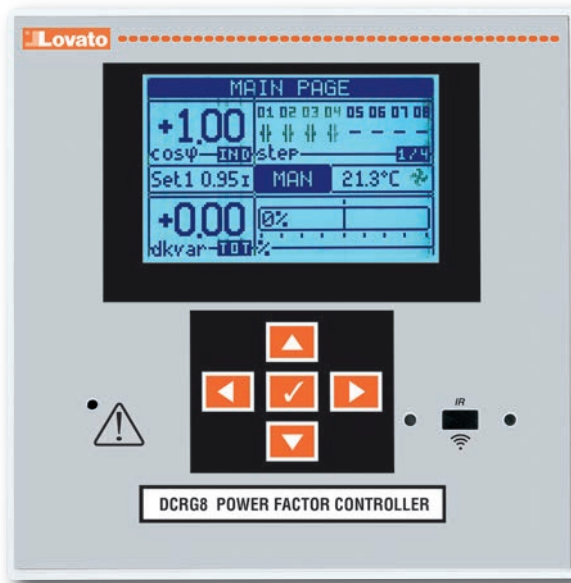 Lovato
MAIN PAGE
+1.00
01 02 03 04 05 06 07 08
cosφ IND step 1/4
Set1 0.95I MAN 21.3°C
+0.00
0%
dkvar TOT %
IR
DCRG8 POWER FACTOR CONTROLLER